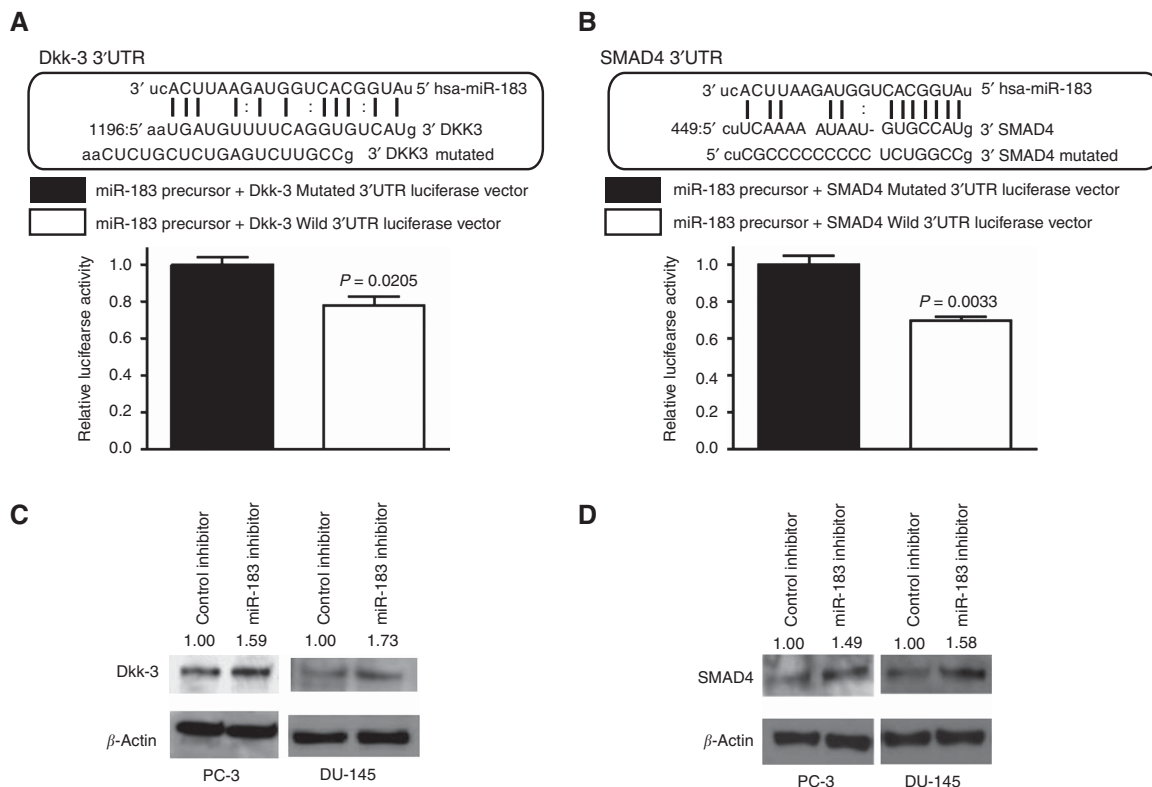 A
Dkk-3 3′UTR
3′ ucACUUAAGAUGGUCACGGUAu 5′ hsa-miR-183
1196:5′ aaUGAUGUUUUCAGGUGUCAUg 3′ DKK3
aaCUCUGCUCUGAGUCUUGCCg 3′ DKK3 mutated
miR-183 precursor + Dkk-3 Mutated 3′UTR luciferase vector
miR-183 precursor + Dkk-3 Wild 3′UTR luciferase vector
Relative lucifearse activity
1.0
0.8
0.6
0.4
0.2
0.0
P = 0.0205
B
SMAD4 3′UTR
3′ ucACUUAAGAUGGUCACGGUAu 5′ hsa-miR-183
449:5′ cuUCAAAA AUAAU- GUGCCAUg 3′ SMAD4
5′ cuCGCCCCCCCCC UCUGGCCg 3′ SMAD4 mutated
miR-183 precursor + SMAD4 Mutated 3′UTR luciferase vector
miR-183 precursor + SMAD4 Wild 3′UTR luciferase vector
Relative lucifearse activity
1.0
0.8
0.6
0.4
0.2
0.0
P = 0.0033
C
Control inhibitor
miR-183 inhibitor
Control inhibitor
miR-183 inhibitor
1.00 1.59 1.00 1.73
Dkk-3
β-Actin
PC-3 DU-145
D
Control inhibitor
miR-183 inhibitor
Control inhibitor
miR-183 inhibitor
1.00 1.49 1.00 1.58
SMAD4
β-Actin
PC-3 DU-145